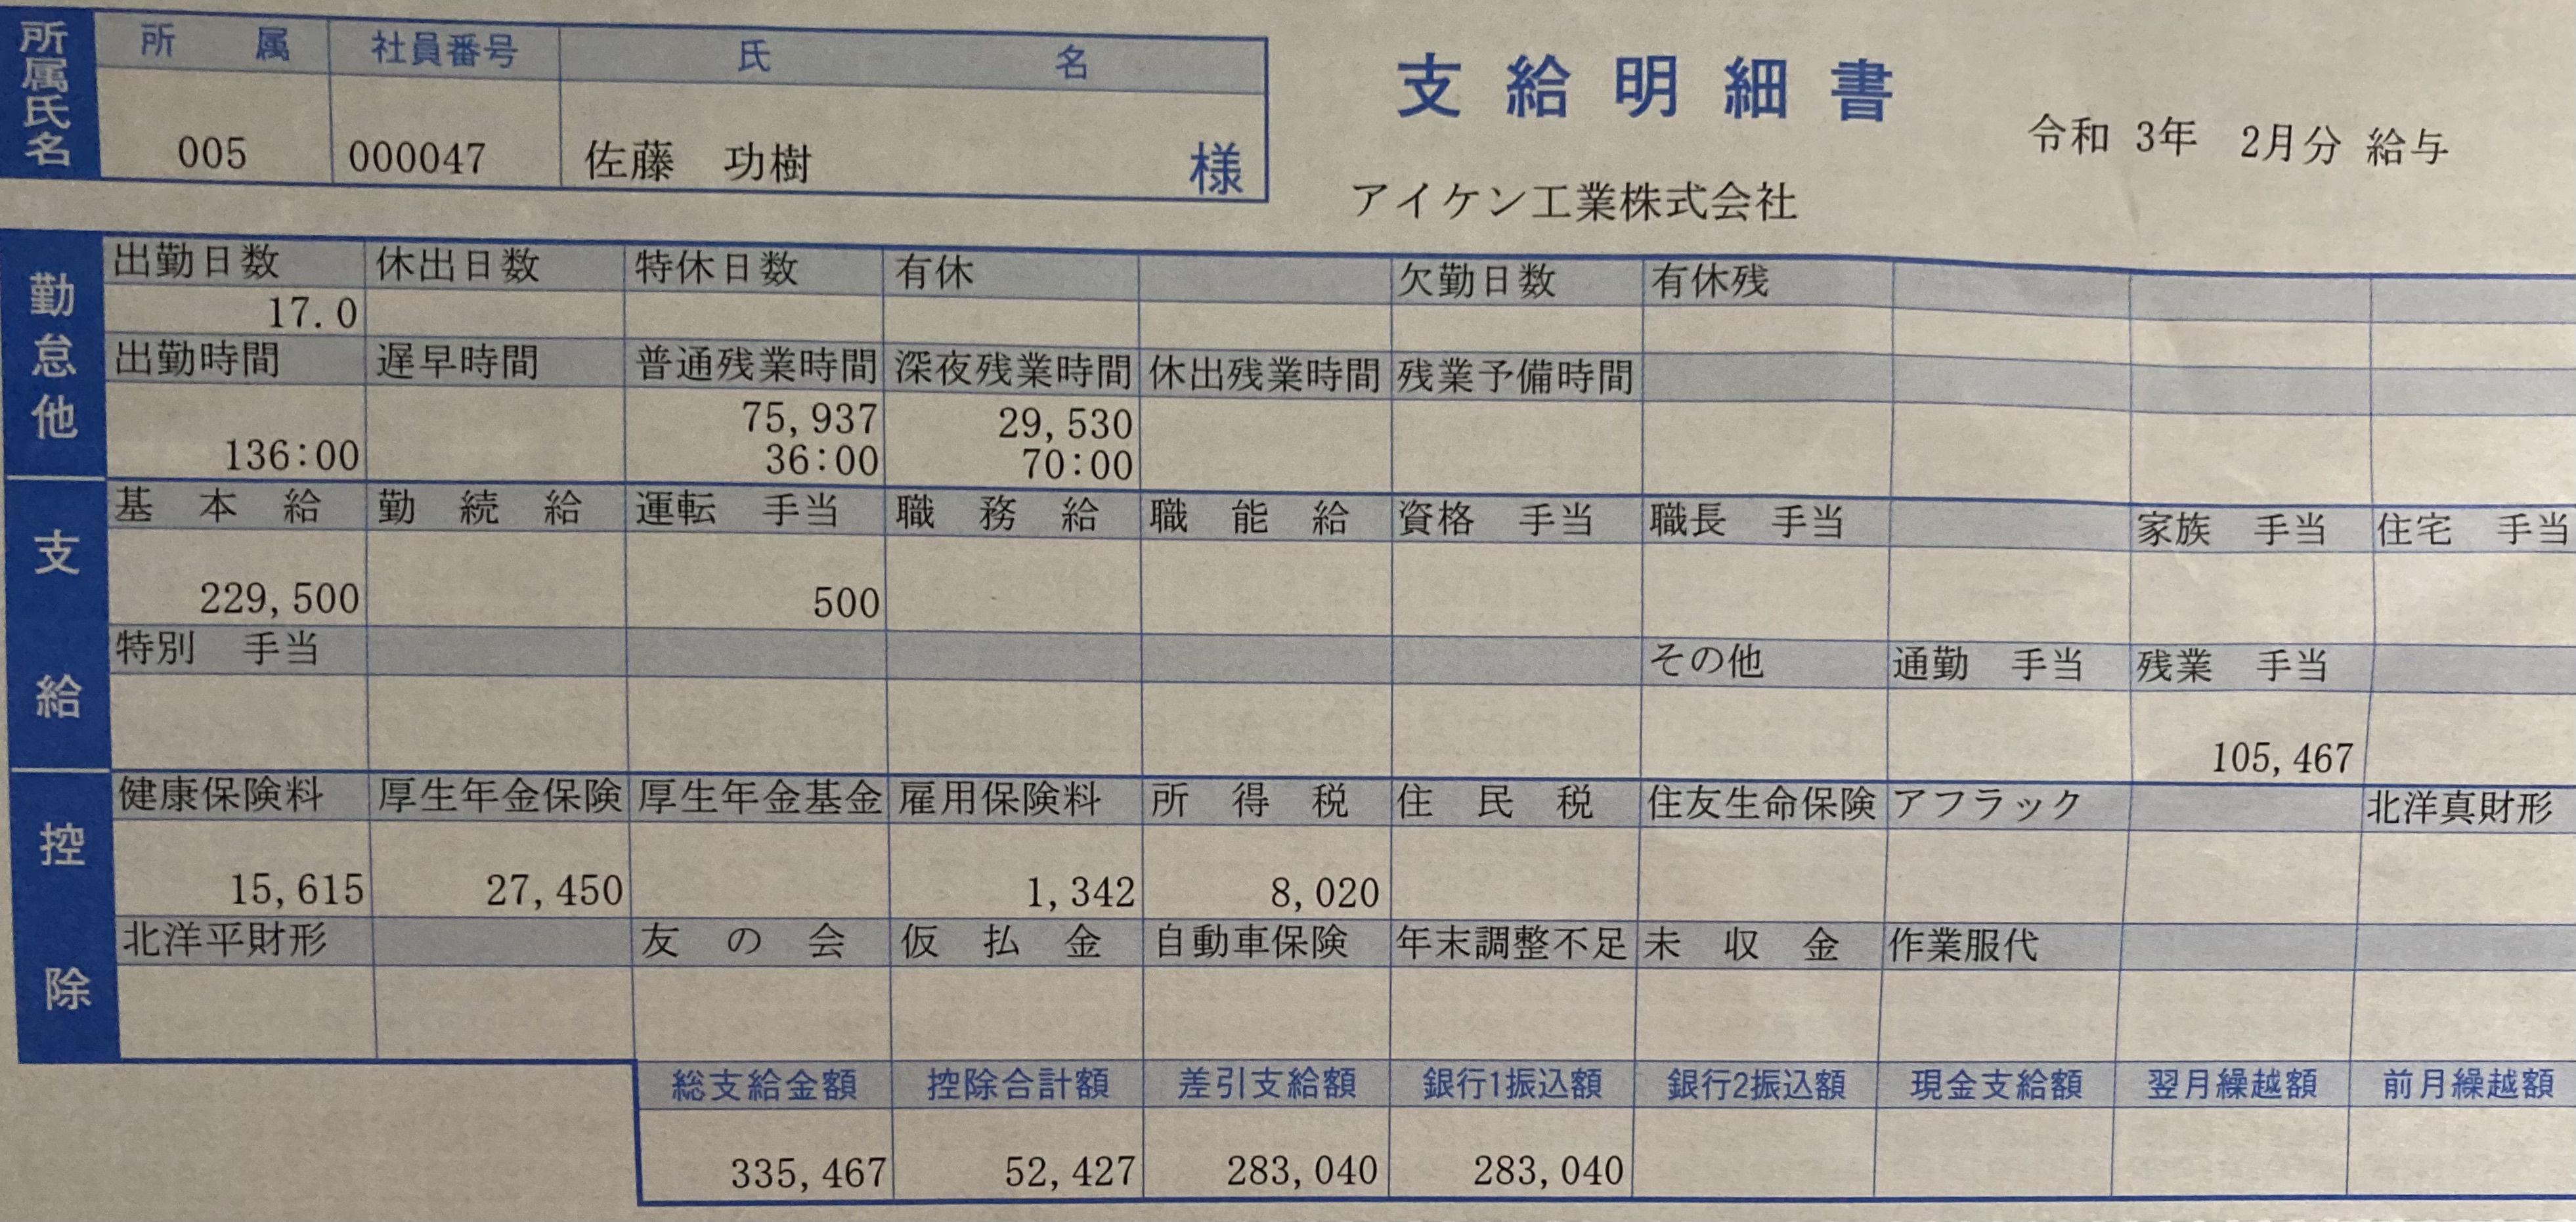 所属氏名
所　属 社員番号 氏　名
005 000047 佐藤　功樹 様
支給明細書
令和 3年 2月分 給与
アイケン工業株式会社
勤怠他
出勤日数 休出日数 特休日数 有休 欠勤日数 有休残
17.0
出勤時間 遅早時間 普通残業時間 深夜残業時間 休出残業時間 残業予備時間
75,937 29,530
136:00 36:00 70:00
支給
基　本　給 勤　続　給 運転　手当 職　務　給 職　能　給 資格　手当 職長　手当 家族　手当 住宅　手当
229,500 500
特別　手当 その他 通勤　手当 残業　手当
105,467
控除
健康保険料 厚生年金保険 厚生年金基金 雇用保険料 所　得　税 住　民　税 住友生命保険 アフラック 北洋真財形
15,615 27,450 1,342 8,020
北洋平財形 友　の　会 仮　払　金 自動車保険 年末調整不足 未　収　金 作業服代
総支給金額 控除合計額 差引支給額 銀行1振込額 銀行2振込額 現金支給額 翌月繰越額 前月繰越額
335,467 52,427 283,040 283,040